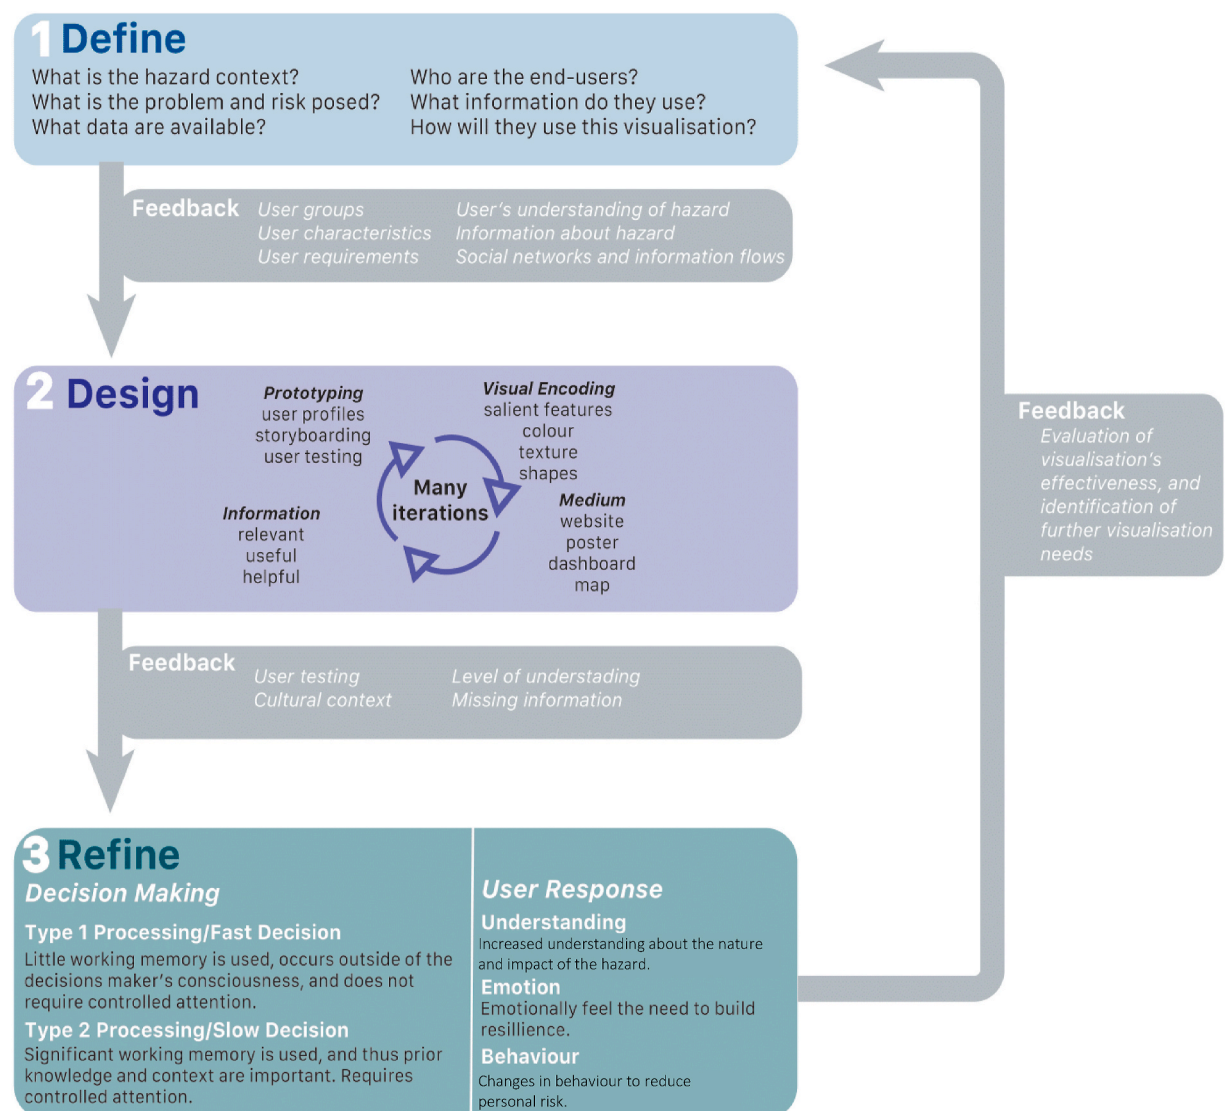 1 Define
What is the hazard context?
What is the problem and risk posed?
What data are available?
Who are the end-users?
What information do they use?
How will they use this visualisation?
Feedback
User groups
User characteristics
User requirements
User's understanding of hazard
Information about hazard
Social networks and information flows
2 Design
Prototyping
user profiles
storyboarding
user testing
Visual Encoding
salient features
colour
texture
shapes
Many
iterations
Information
relevant
useful
helpful
Medium
website
poster
dashboard
map
Feedback
User testing
Cultural context
Level of understading
Missing information
3 Refine
Decision Making
Type 1 Processing/Fast Decision
Little working memory is used, occurs outside of the
decisions maker's consciousness, and does not
require controlled attention.
Type 2 Processing/Slow Decision
Significant working memory is used, and thus prior
knowledge and context are important. Requires
controlled attention.
User Response
Understanding
Increased understanding about the nature
and impact of the hazard.
Emotion
Emotionally feel the need to build
resillience.
Behaviour
Changes in behaviour to reduce
personal risk.
Feedback
Evaluation of
visualisation's
effectiveness, and
identification of
further visualisation
needs